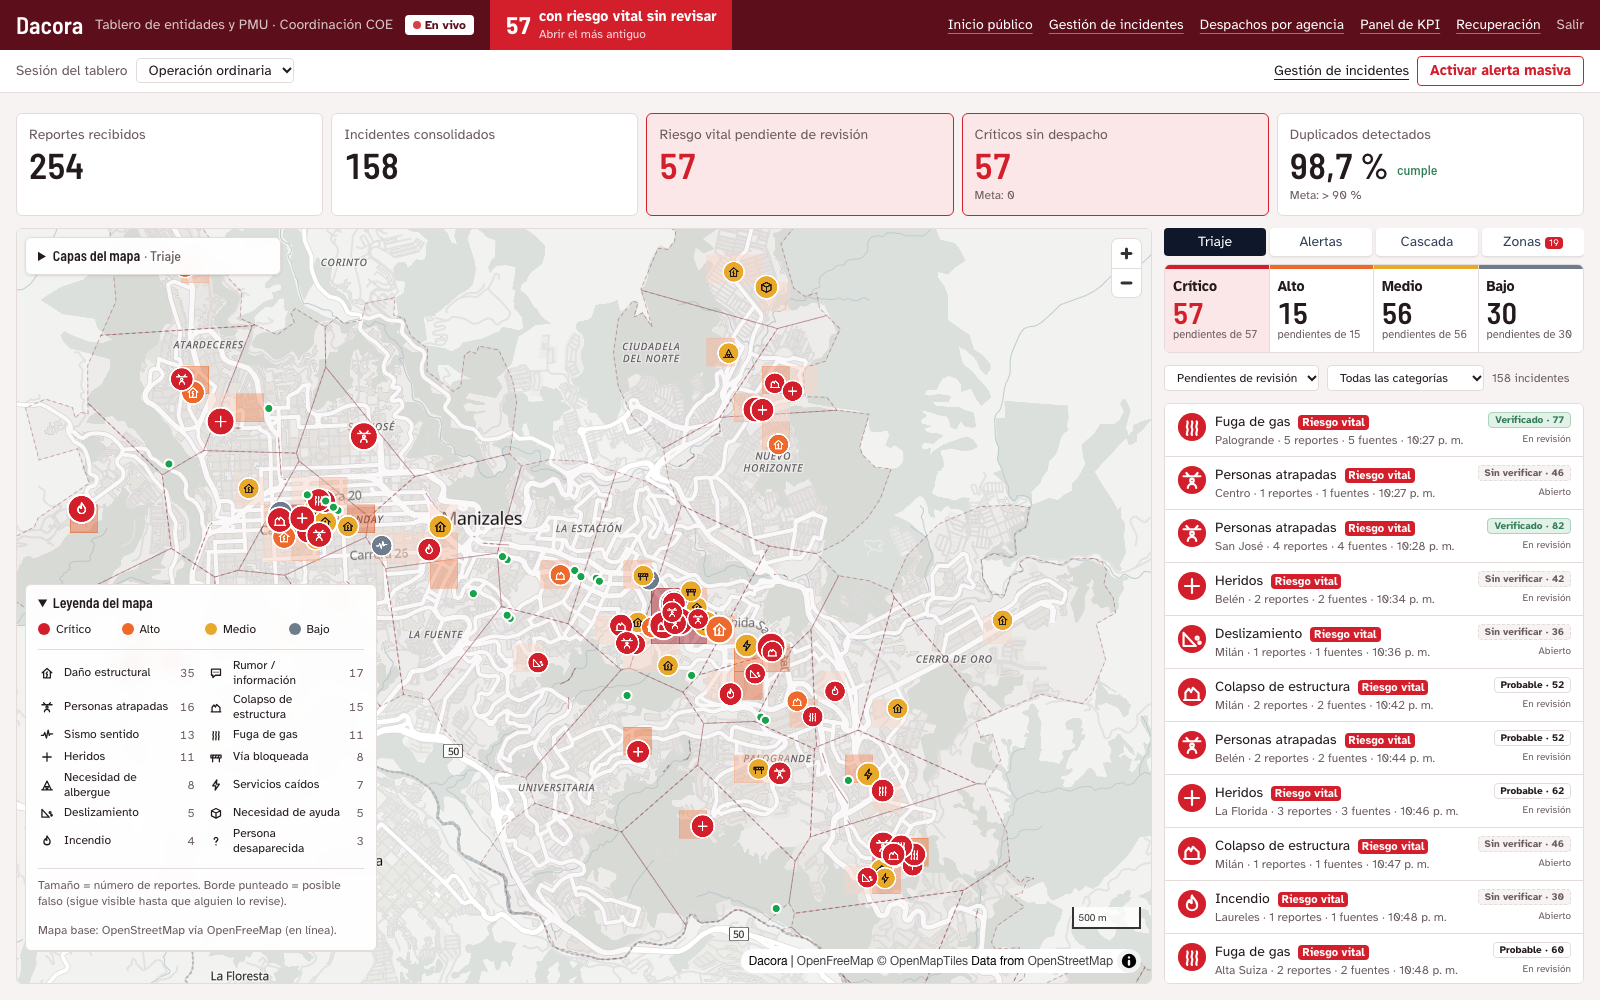 Dacora Tablero de entidades y PMU · Coordinación COE En vivo
57 con riesgo vital sin revisar
Abrir el más antiguo
Inicio público Gestión de incidentes Despachos por agencia Panel de KPI Recuperación Salir
Sesión del tablero Operación ordinaria
Gestión de incidentes Activar alerta masiva
Reportes recibidos
254
Incidentes consolidados
158
Riesgo vital pendiente de revisión
57
Críticos sin despacho
57
Meta: 0
Duplicados detectados
98,7 % cumple
Meta: > 90 %
Capas del mapa · Triaje
CORINTO
ATARDECERES
CIUDADELA
DEL NORTE
NUEVO
HORIZONTE
Manizales
LA ESTACIÓN
LA FUENTE
CERRO DE ORO
PALOGRANDE
UNIVERSITARIA
50
50
La Floresta
500 m
Dacora | OpenFreeMap © OpenMapTiles Data from OpenStreetMap
Leyenda del mapa
Crítico Alto Medio Bajo
Daño estructural 35
Rumor /
información 17
Personas atrapadas 16
Colapso de
estructura 15
Sismo sentido 13
Fuga de gas 11
Heridos 11
Vía bloqueada 8
Necesidad de
albergue 8
Servicios caídos 7
Deslizamiento 5
Necesidad de ayuda 5
Incendio 4
Persona
desaparecida 3
Tamaño = número de reportes. Borde punteado = posible
falso (sigue visible hasta que alguien lo revise).
Mapa base: OpenStreetMap vía OpenFreeMap (en línea).
Triaje Alertas Cascada Zonas 19
Crítico
57
pendientes de 57
Alto
15
pendientes de 15
Medio
56
pendientes de 56
Bajo
30
pendientes de 30
Pendientes de revisión Todas las categorías 158 incidentes
Fuga de gas Riesgo vital Verificado · 77
Palogrande · 5 reportes · 5 fuentes · 10:27 p. m. En revisión
Personas atrapadas Riesgo vital Sin verificar · 46
Centro · 1 reportes · 1 fuentes · 10:27 p. m. Abierto
Personas atrapadas Riesgo vital Verificado · 82
San José · 4 reportes · 4 fuentes · 10:28 p. m. En revisión
Heridos Riesgo vital Sin verificar · 42
Belén · 2 reportes · 2 fuentes · 10:34 p. m. En revisión
Deslizamiento Riesgo vital Sin verificar · 36
Milán · 1 reportes · 1 fuentes · 10:36 p. m. Abierto
Colapso de estructura Riesgo vital Probable · 52
Milán · 2 reportes · 2 fuentes · 10:42 p. m. En revisión
Personas atrapadas Riesgo vital Probable · 52
Belén · 2 reportes · 2 fuentes · 10:44 p. m. En revisión
Heridos Riesgo vital Probable · 62
La Florida · 3 reportes · 3 fuentes · 10:46 p. m. En revisión
Colapso de estructura Riesgo vital Sin verificar · 46
Milán · 1 reportes · 1 fuentes · 10:47 p. m. Abierto
Incendio Riesgo vital Sin verificar · 30
Laureles · 1 reportes · 1 fuentes · 10:48 p. m. Abierto
Fuga de gas Riesgo vital Probable · 60
Alta Suiza · 2 reportes · 2 fuentes · 10:48 p. m. En revisión